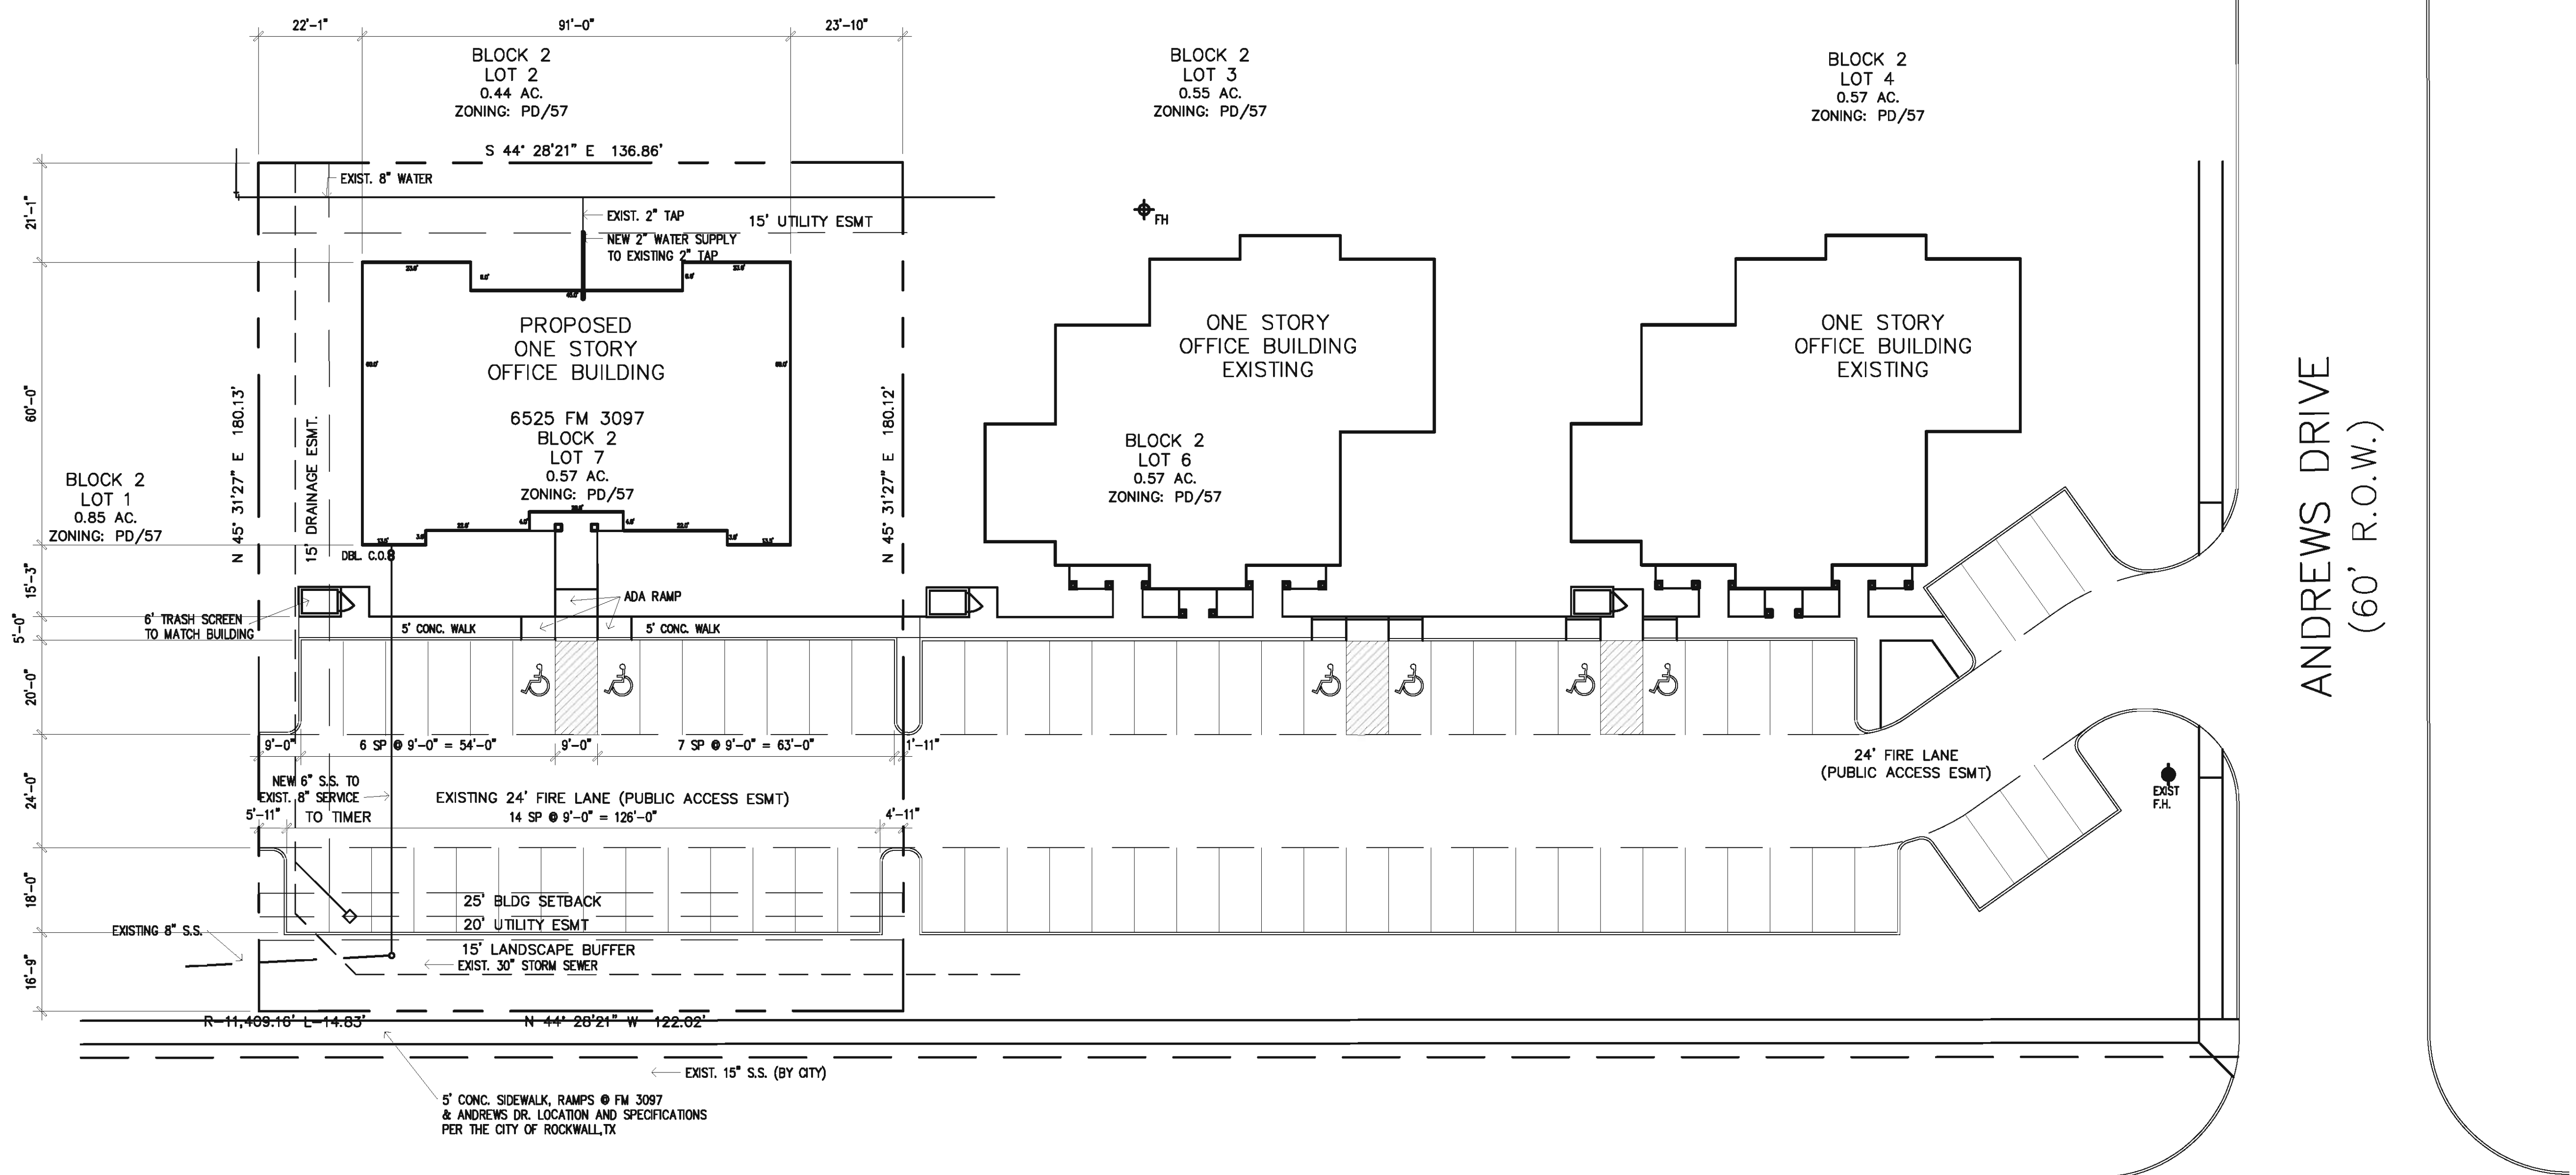 22'-1"
91'-0"
23'-10"
BLOCK 2
LOT 2
0.44 AC.
ZONING: PD/57
BLOCK 2
LOT 3
0.55 AC.
ZONING: PD/57
BLOCK 2
LOT 4
0.57 AC.
ZONING: PD/57
S 44° 28'21" E 136.86'
EXIST. 8" WATER
21'-1"
EXIST. 2" TAP
15' UTILITY ESMT
NEW 2" WATER SUPPLY
TO EXISTING 2" TAP
FH
PROPOSED
ONE STORY
OFFICE BUILDING
6525 FM 3097
BLOCK 2
LOT 7
0.57 AC.
ZONING: PD/57
ONE STORY
OFFICE BUILDING
EXISTING
BLOCK 2
LOT 6
0.57 AC.
ZONING: PD/57
ONE STORY
OFFICE BUILDING
EXISTING
60'-0"
N 45° 31'27" E 180.13'
15' DRAINAGE ESMT.
N 45° 31'27" E 180.12'
ANDREWS DRIVE
(60' R.O.W.)
BLOCK 2
LOT 1
0.85 AC.
ZONING: PD/57
DBL. C.O.
15'-3"
ADA RAMP
6' TRASH SCREEN
TO MATCH BUILDING
5'-0"
5' CONC. WALK
5' CONC. WALK
20'-0"
9'-0"
6 SP @ 9'-0" = 54'-0"
9'-0"
7 SP @ 9'-0" = 63'-0"
1'-11"
24'-0"
NEW 6" S.S. TO
EXIST. 8" SERVICE
EXISTING 24' FIRE LANE (PUBLIC ACCESS ESMT)
24' FIRE LANE
(PUBLIC ACCESS ESMT)
EXIST
F.H.
5'-11"
TO TIMER
14 SP @ 9'-0" = 126'-0"
4'-11"
18'-0"
25' BLDG SETBACK
20' UTILITY ESMT
EXISTING 8" S.S.
15' LANDSCAPE BUFFER
EXIST. 30" STORM SEWER
16'-9"
R-11,409.16' L-14.83'
N 44° 28'21" W 122.02'
EXIST. 15" S.S. (BY CITY)
5' CONC. SIDEWALK, RAMPS @ FM 3097
& ANDREWS DR. LOCATION AND SPECIFICATIONS
PER THE CITY OF ROCKWALL,TX